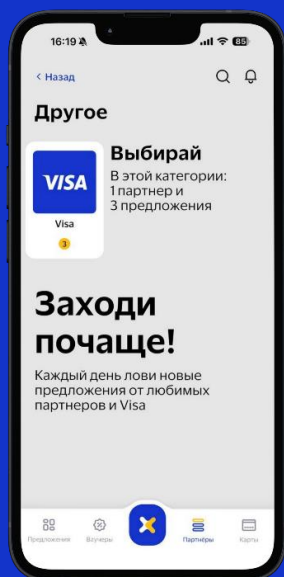 16:19
85
Назад
Другое
VISA
Visa
3
Выбирай
В этой категории:
1 партнер и
3 предложения
Заходи
почаще!
Каждый день лови новые
предложения от любимых
партнеров и Visa
Предложения
Ваучеры
Партнёры
Карты